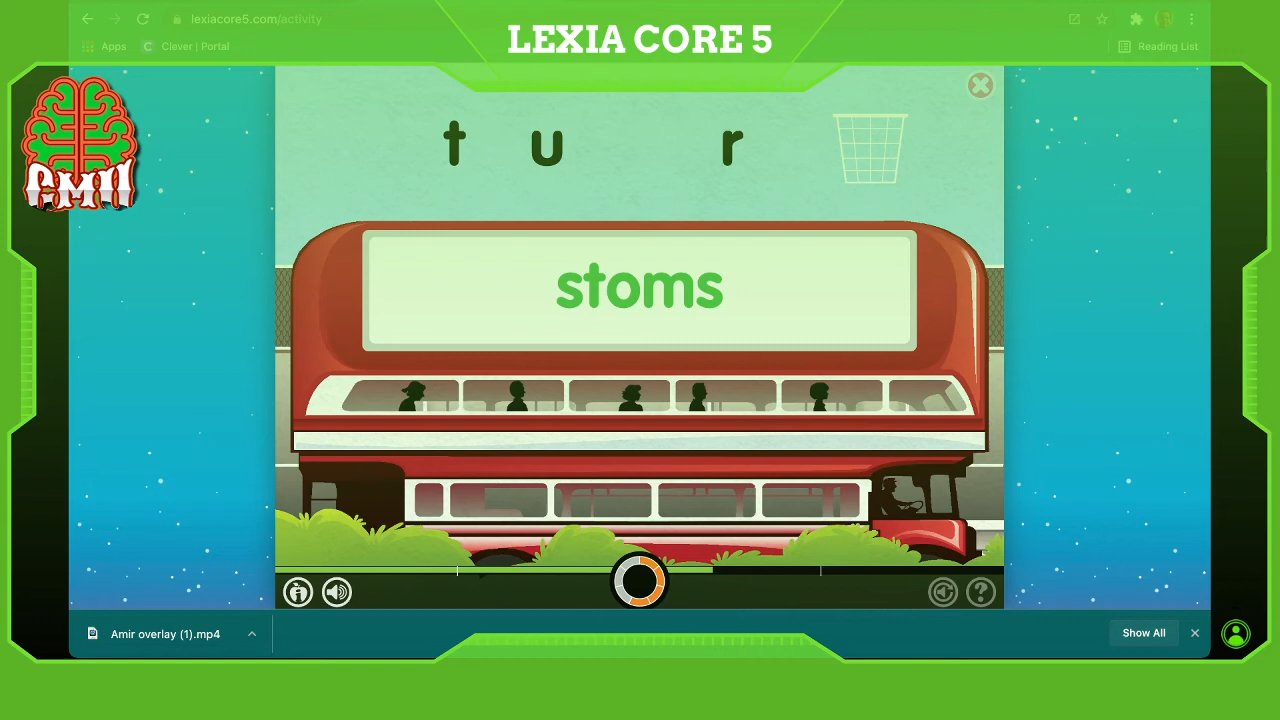 LEXIA CORE 5
lexiacore5.com/activity
Apps
Clever | Portal
Reading List
t u r
stoms
Amir overlay (1).mp4
Show All